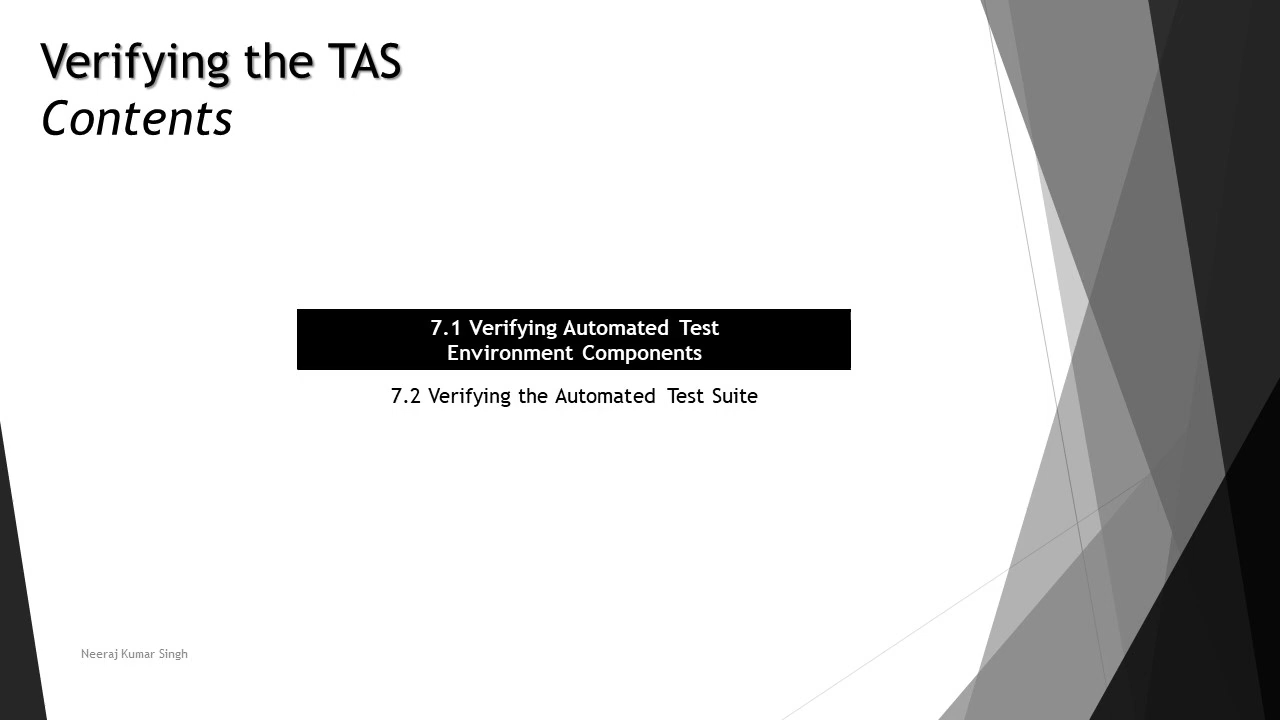 Verifying the TAS
Contents
7.1 Verifying Automated Test
Environment Components
7.2 Verifying the Automated Test Suite
Neeraj Kumar Singh